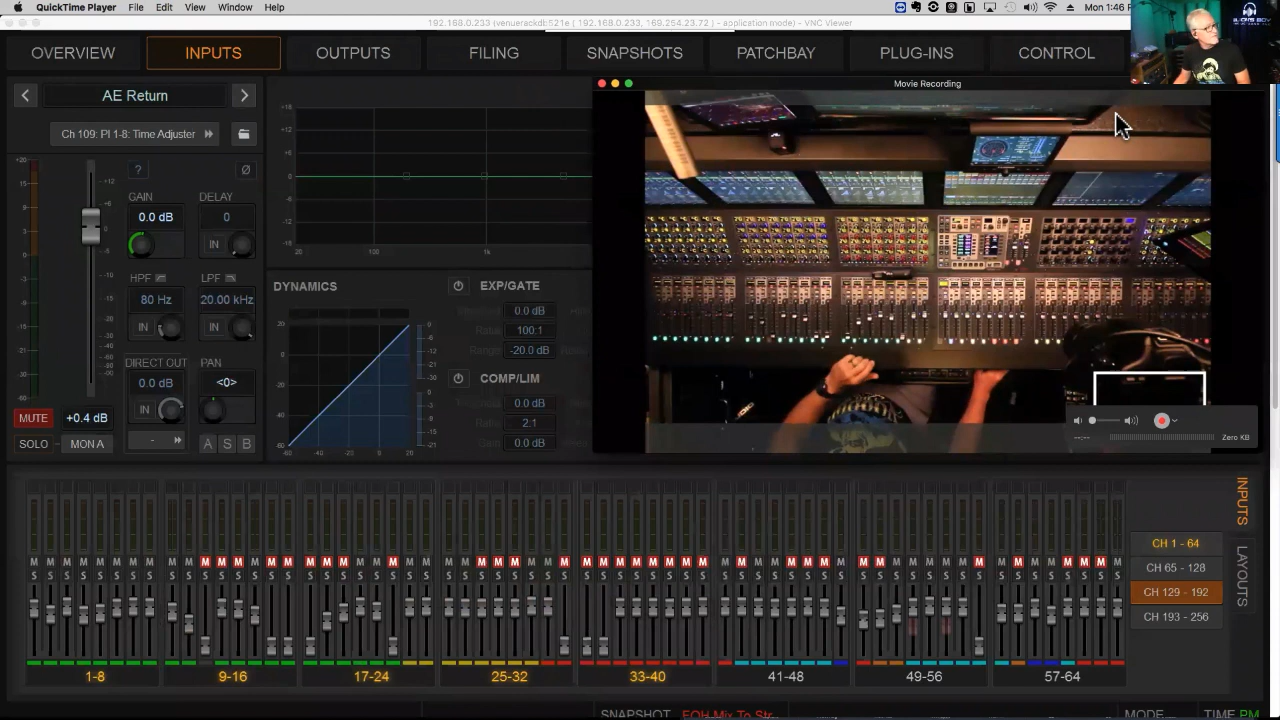 QuickTime Player File Edit View Window Help
Mon 1:46 P
192.168.0.233 (venuerackdb521e ( 192.168.0.233, 169.254.23.72 ) - application mode) - VNC Viewer
OVERVIEW INPUTS OUTPUTS FILING SNAPSHOTS PATCHBAY PLUG-INS CONTROL
Movie Recording
AE Return
Ch 109: PI 1-8: Time Adjuster
GAIN DELAY
0.0 dB 0
IN
HPF LPF
80 Hz 20.00 kHz
IN IN
DIRECT OUT PAN
0.0 dB <0>
IN
MUTE +0.4 dB
SOLO MON A A S B
20 100 1k
DYNAMICS
EXP/GATE
0.0 dB
100:1
Range -20.0 dB
COMP/LIM
0.0 dB
Ratio 2:1
Gain 0.0 dB
Zero KB
M M M M M M M M M M M M M M M M M M M M M M M M M M M M M M M M M M M M M M M M M M M M M M M M M M M M M M M M M M M M M M M M
S S S S S S S S S S S S S S S S S S S S S S S S S S S S S S S S S S S S S S S S S S S S S S S S S S S S S S S S S S S S S S S S
1-8 9-16 17-24 25-32 33-40 41-48 49-56 57-64
CH 1 - 64
CH 65 - 128
CH 129 - 192
CH 193 - 256
INPUTS
LAYOUTS
SNAPSHOT FOH Mix To Str MODE TIME PM